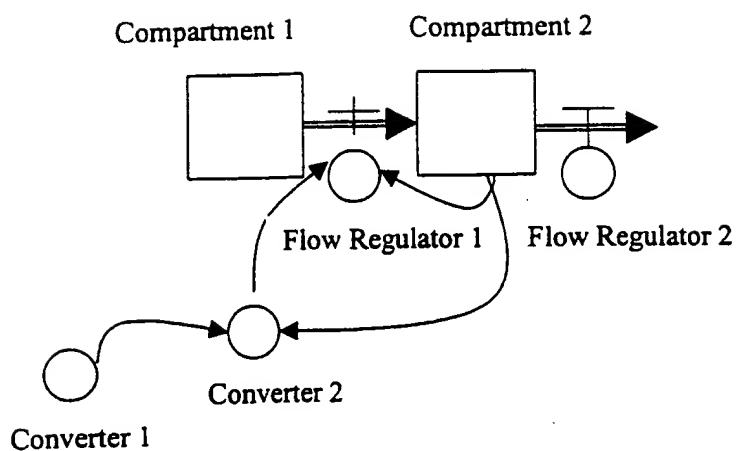 Compartment 1
Compartment 2
Flow Regulator 1
Flow Regulator 2
Converter 2
Converter 1